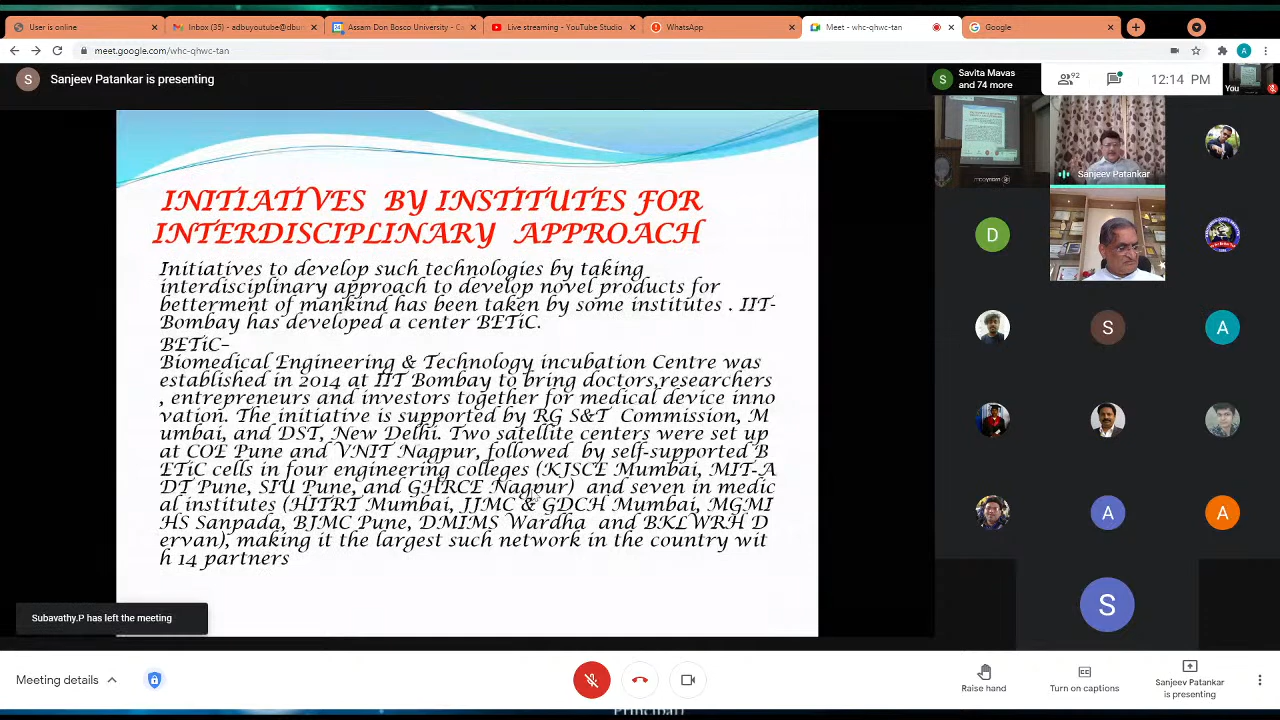 User is online
Inbox (35) - adbuyoutube@dbui
Assam Don Bosco University - Ca
Live streaming - YouTube Studio
WhatsApp
Meet - whc-qhwc-tan
Google
meet.google.com/whc-qhwc-tan
A
S
Sanjeev Patankar is presenting
S
Savita Mavas
and 74 more
92
12:14 PM
You
INITIATIVES BY INSTITUTES FOR
INTERDISCIPLINARY APPROACH
Initiatives to develop such technologies by taking
interdisciplinary approach to develop novel products for
betterment of mankind has been taken by some institutes . IIT-
Bombay has developed a center BETiC.
BETiC–
Biomedical Engineering & Technology incubation Centre was
established in 2014 at IIT Bombay to bring doctors,researchers
, entrepreneurs and investors together for medical device inno
vation. The initiative is supported by RG S&T Commission, M
umbai, and DST, New Delhi. Two satellite centers were set up
at COE Pune and VNIT Nagpur, followed by self-supported B
ETiC cells in four engineering colleges (KJSCE Mumbai, MIT-A
DT Pune, SIU Pune, and GHRCE Nagpur) and seven in medic
al institutes (HITRT Mumbai, JJMC & GDCH Mumbai, MGMI
HS Sanpada, BJMC Pune, DMIMS Wardha and BKLWRH D
ervan), making it the largest such network in the country wit
h 14 partners
Sanjeev Patankar
D
S
A
A
A
S
Subavathy.P has left the meeting
Meeting details
Raise hand
Turn on captions
Sanjeev Patankar
is presenting